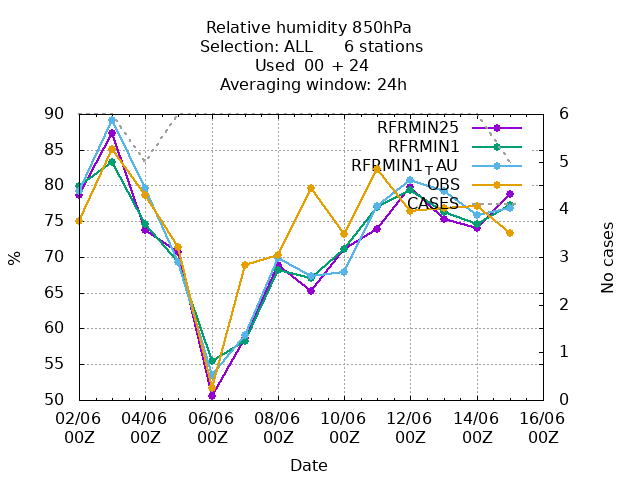 Relative humidity 850hPa
Selection: ALL 6 stations
Used 00 + 24
Averaging window: 24h
90
85
80
75
70
65
60
55
50
%
6
5
4
3
2
1
0
No cases
RFRMIN25
RFRMIN1
RFRMIN1TAU
OBS
CASES
02/06 04/06 06/06 08/06 10/06 12/06 14/06 16/06
00Z 00Z 00Z 00Z 00Z 00Z 00Z 00Z
Date